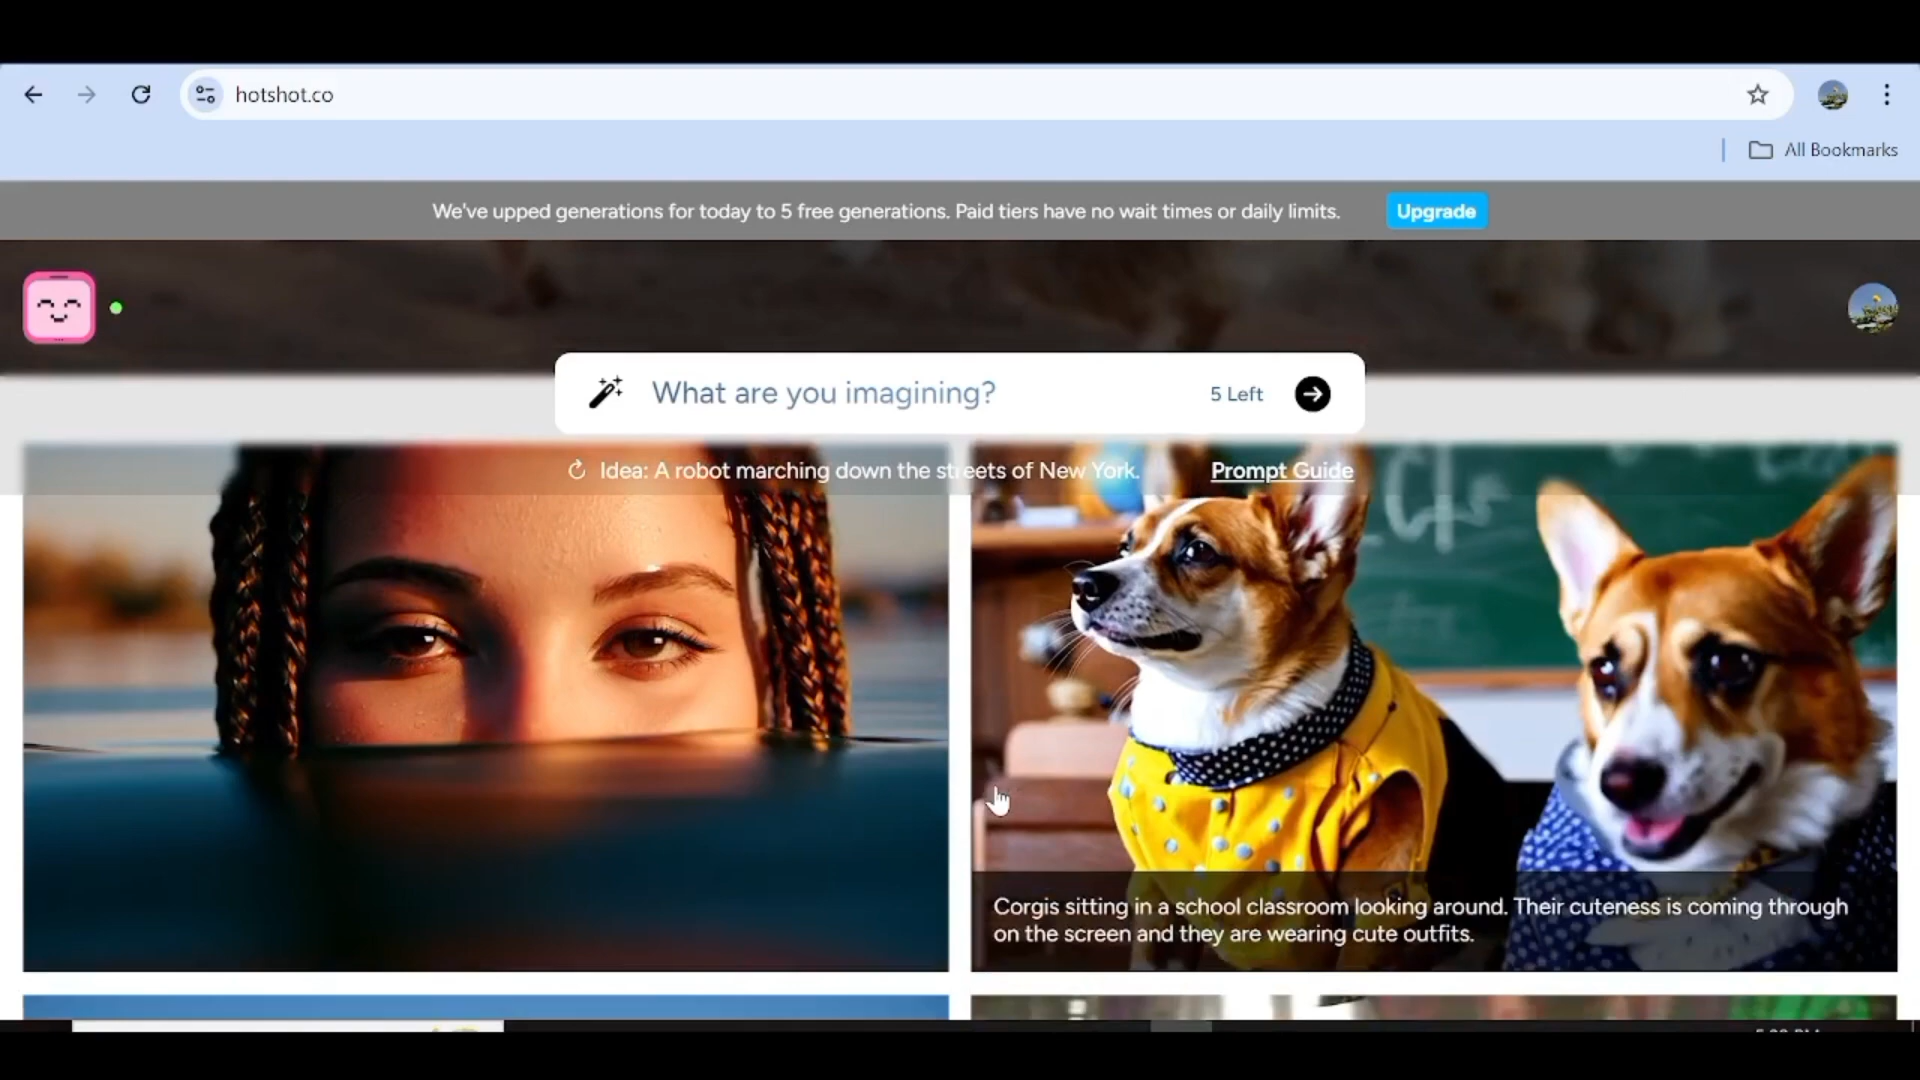 hotshot.co
All Bookmarks
We've upped generations for today to 5 free generations. Paid tiers have no wait times or daily limits.
Upgrade
What are you imagining?
5 Left
Idea: A robot marching down the streets of New York.
Prompt Guide
Corgis sitting in a school classroom looking around. Their cuteness is coming through
on the screen and they are wearing cute outfits.